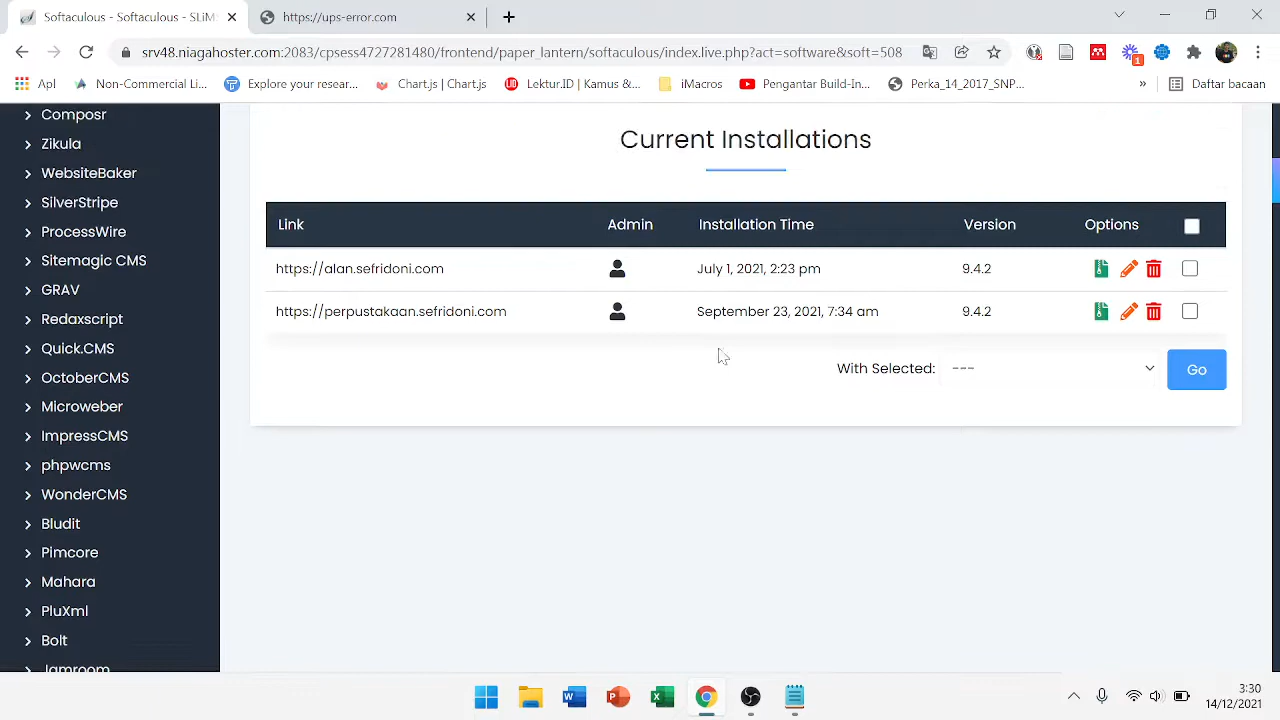 Softaculous - Softaculous - SLiMS
https://ups-error.com
srv48.niagahoster.com:2083/cpsess4727281480/frontend/paper_lantern/softaculous/index.live.php?act=software&soft=508
1
Apl
Non-Commercial Li...
Explore your resear...
Chart.js | Chartjs
Lektur.ID | Kamus &...
iMacros
Pengantar Build-In...
Perka_14_2017_SNP...
»
Daftar bacaan
Composr
Zikula
WebsiteBaker
SilverStripe
ProcessWire
Sitemagic CMS
GRAV
Redaxscript
Quick.CMS
OctoberCMS
Microweber
ImpressCMS
phpwcms
WonderCMS
Bludit
Pimcore
Mahara
PluXml
Bolt
Jamroom
Current Installations
Link Admin Installation Time Version Options
https://alan.sefridoni.com July 1, 2021, 2:23 pm 9.4.2
https://perpustakaan.sefridoni.com September 23, 2021, 7:34 am 9.4.2
With Selected: --- Go
3:30
14/12/2021